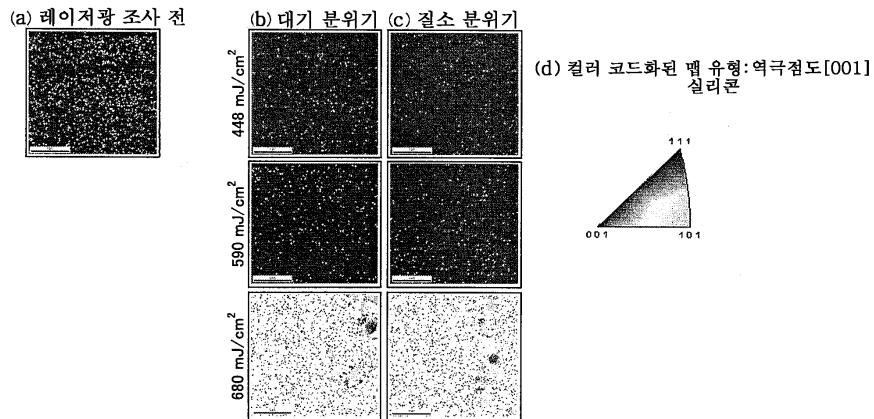 (a) 레이저광 조사 전
(b) 대기 분위기
(c) 질소 분위기
448 mJ/cm²
590 mJ/cm²
680 mJ/cm²
(d) 컬러 코드화된 맵 유형:역극점도[001]
실리콘
111
001
101